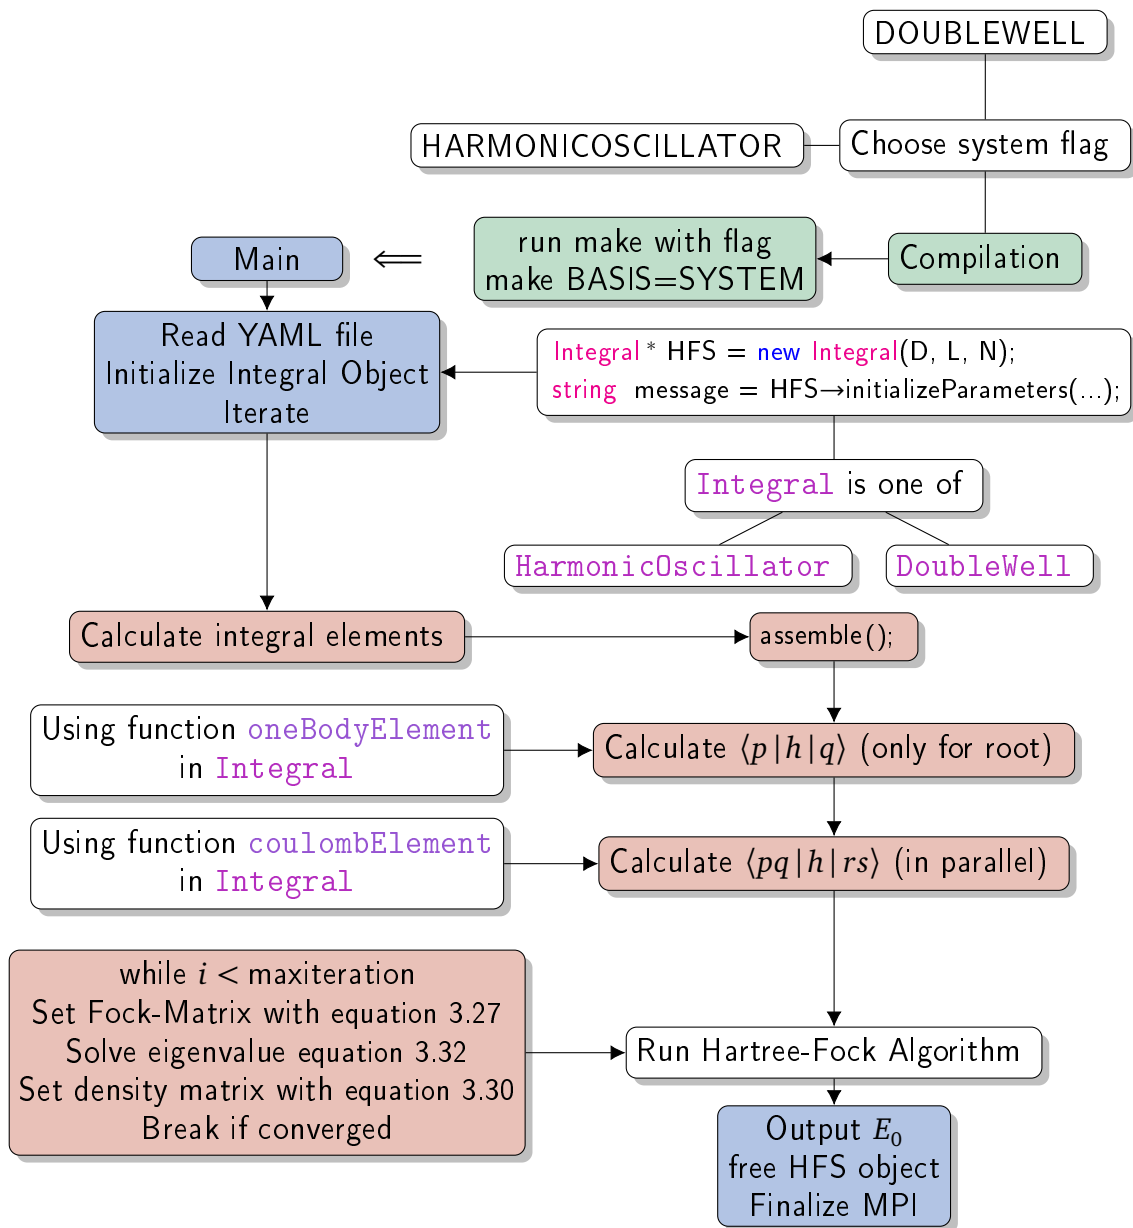 DOUBLEWELL
HARMONICOSCILLATOR
Choose system flag
Main
⟸
run make with flag
make BASIS=SYSTEM
Compilation
Read YAML file
Initialize Integral Object
Iterate
Integral * HFS = new Integral(D, L, N);
string message = HFS→initializeParameters(...);
Integral is one of
HarmonicOscillator
DoubleWell
Calculate integral elements
assemble();
Using function oneBodyElement
in Integral
Calculate ⟨p|h|q⟩ (only for root)
Using function coulombElement
in Integral
Calculate ⟨pq|h|rs⟩ (in parallel)
while i < maxiteration
Set Fock-Matrix with equation 3.27
Solve eigenvalue equation 3.32
Set density matrix with equation 3.30
Break if converged
Run Hartree-Fock Algorithm
Output E₀
free HFS object
Finalize MPI